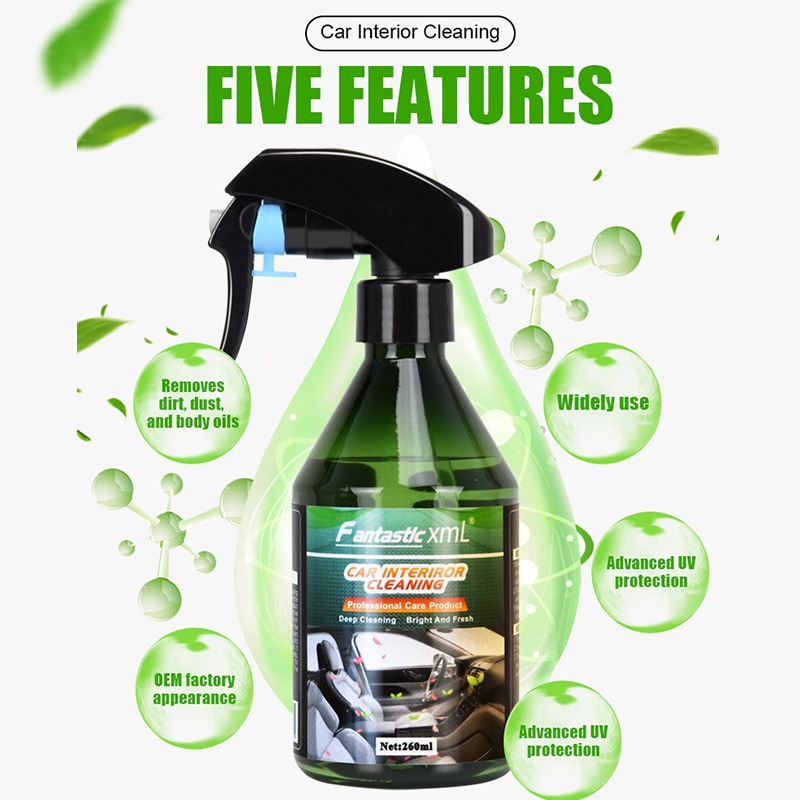 Car Interior Cleaning
FIVE FEATURES
Removes
dirt, dust,
and body oils
Widely use
Advanced UV
protection
OEM factory
appearance
Advanced UV
protection
Fantastic xmL®
CAR INTERIROR
CLEANING
Professional Care Product
Deep Cleaning Bright And Fresh
Net:260ml